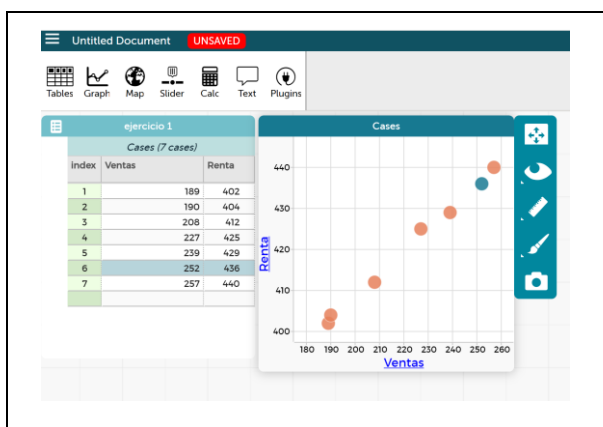 Untitled Document UNSAVED
Tables Graph Map Slider Calc Text Plugins
ejercicio 1
Cases (7 cases)
index Ventas Renta
1 189 402
2 190 404
3 208 412
4 227 425
5 239 429
6 252 436
7 257 440
Cases
440
430
420
410
400
Renta
180 190 200 210 220 230 240 250 260
Ventas